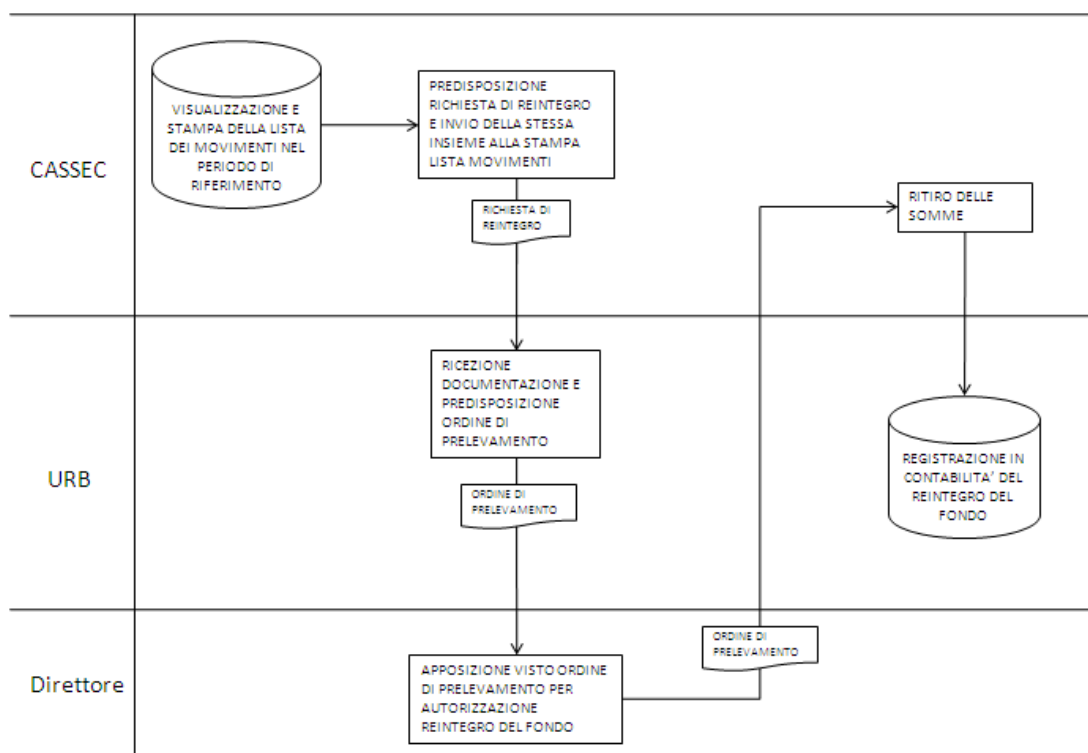 CASSEC
VISUALIZZAZIONE E
STAMPA DELLA LISTA
DEI MOVIMENTI NEL
PERIODO DI
RIFERIMENTO
PREDISPOSIZIONE
RICHIESTA DI REINTEGRO
E INVIO DELLA STESSA
INSIEME ALLA STAMPA
LISTA MOVIMENTI
RICHIESTA DI
REINTEGRO
RITIRO DELLE
SOMME
URB
RICEZIONE
DOCUMENTAZIONE E
PREDISPOSIZIONE
ORDINE DI
PRELEVAMENTO
ORDINE DI
PRELEVAMENTO
REGISTRAZIONE IN
CONTABILITA’ DEL
REINTEGRO DEL
FONDO
Direttore
APPOSIZIONE VISTO ORDINE
DI PRELEVAMENTO PER
AUTORIZZAZIONE
REINTEGRO DEL FONDO
ORDINE DI
PRELEVAMENTO